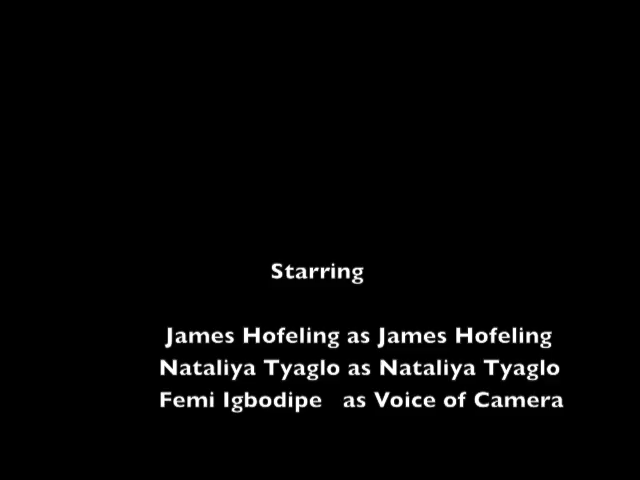 Starring
James Hofeling as James Hofeling
Nataliya Tyaglo as Nataliya Tyaglo
Femi Igbodipe as Voice of Camera